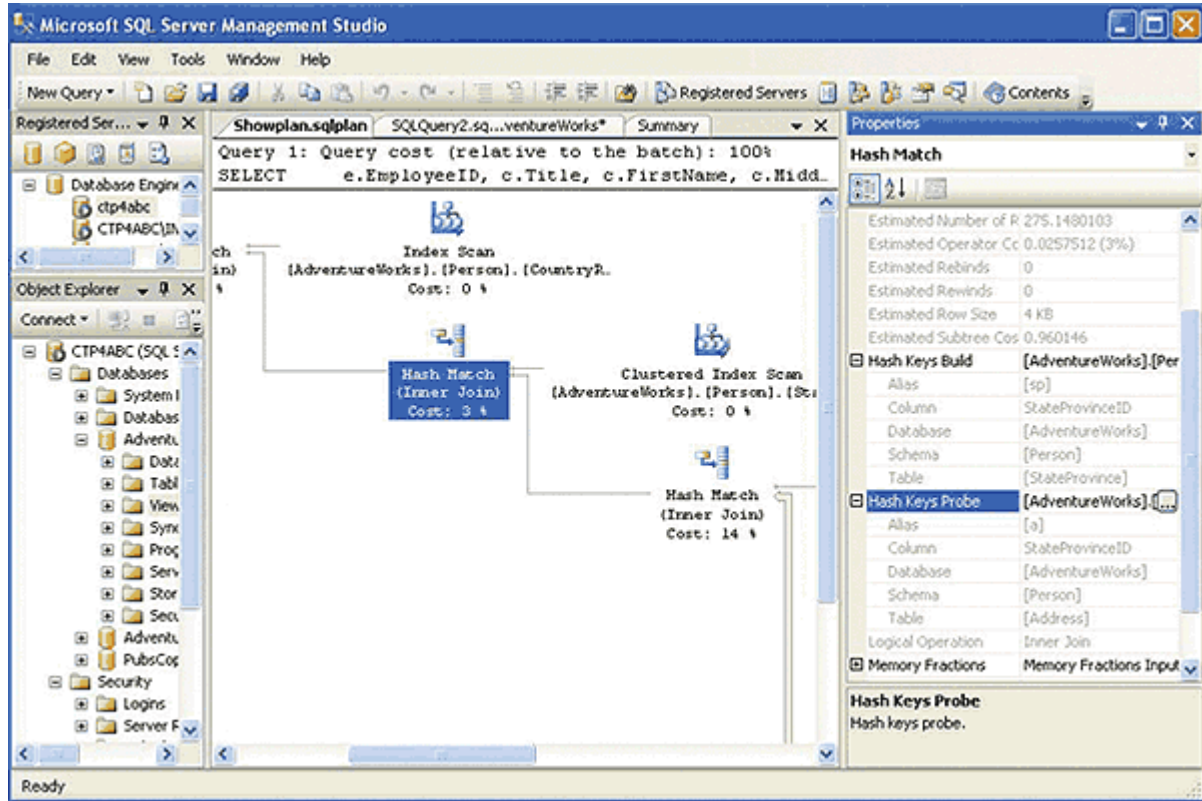 Microsoft SQL Server Management Studio
File Edit View Tools Window Help
New Query Registered Servers Contents
Registered Ser...
Database Engine
ctp4abc
CTP4ABC\IN
Object Explorer
Connect
CTP4ABC (SQL S
Databases
System
Databas
Adventu
Data
Tabl
View
Syno
Prog
Serv
Stor
Secu
Adventu
PubsCop
Security
Logins
Server R
Showplan.sqlplan SQLQuery2.sq...ventureWorks* Summary
Query 1: Query cost (relative to the batch): 100%
SELECT e.EmployeeID, c.Title, c.FirstName, c.Midd...
ch
in)
%
Index Scan
[AdventureWorks].[Person].[CountryR...
Cost: 0 %
Hash Match
(Inner Join)
Cost: 3 %
Clustered Index Scan
[AdventureWorks].[Person].[Sta
Cost: 0 %
Hash Match
(Inner Join)
Cost: 14 %
Properties
Hash Match
Estimated Number of R 275.1480103
Estimated Operator Co 0.0257512 (3%)
Estimated Rebinds 0
Estimated Rewinds 0
Estimated Row Size 4 KB
Estimated Subtree Cos 0.960146
Hash Keys Build [AdventureWorks].[Per
Alias [sp]
Column StateProvinceID
Database [AdventureWorks]
Schema [Person]
Table [StateProvince]
Hash Keys Probe [AdventureWorks].[ ...
Alias [a]
Column StateProvinceID
Database [AdventureWorks]
Schema [Person]
Table [Address]
Logical Operation Inner Join
Memory Fractions Memory Fractions Input
Hash Keys Probe
Hash keys probe.
Ready